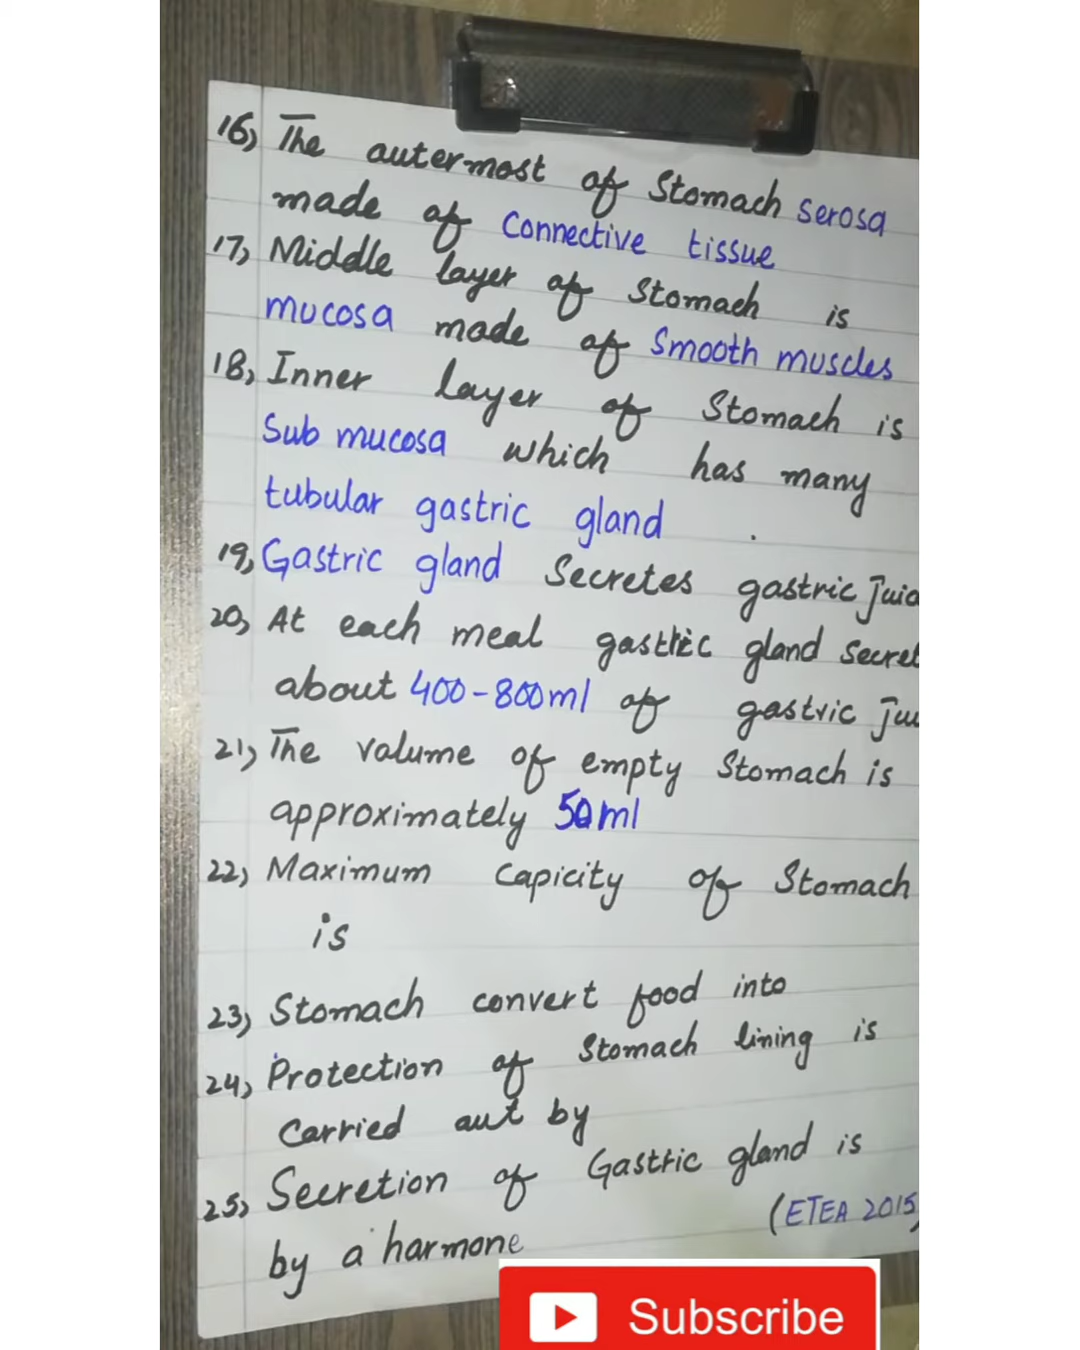 16) The autermost of Stomach serosa
made of Connective tissue
17) Middle layer of Stomach is
mucosa made of Smooth muscles
18) Inner layer of Stomach is
Sub mucosa which has many
tubular gastric gland
19) Gastric gland Secretes gastric Juic
20) At each meal gastric gland Secret
about 400-800ml of gastric Jui
21) The valume of empty Stomach is
approximately 50ml
22) Maximum Capicity of Stomach
is
23) Stomach convert food into
24) Protection of Stomach lining is
Carried aut by
25) Secretion of Gastric gland is
by a harmone (ETEA 2015)
Subscribe